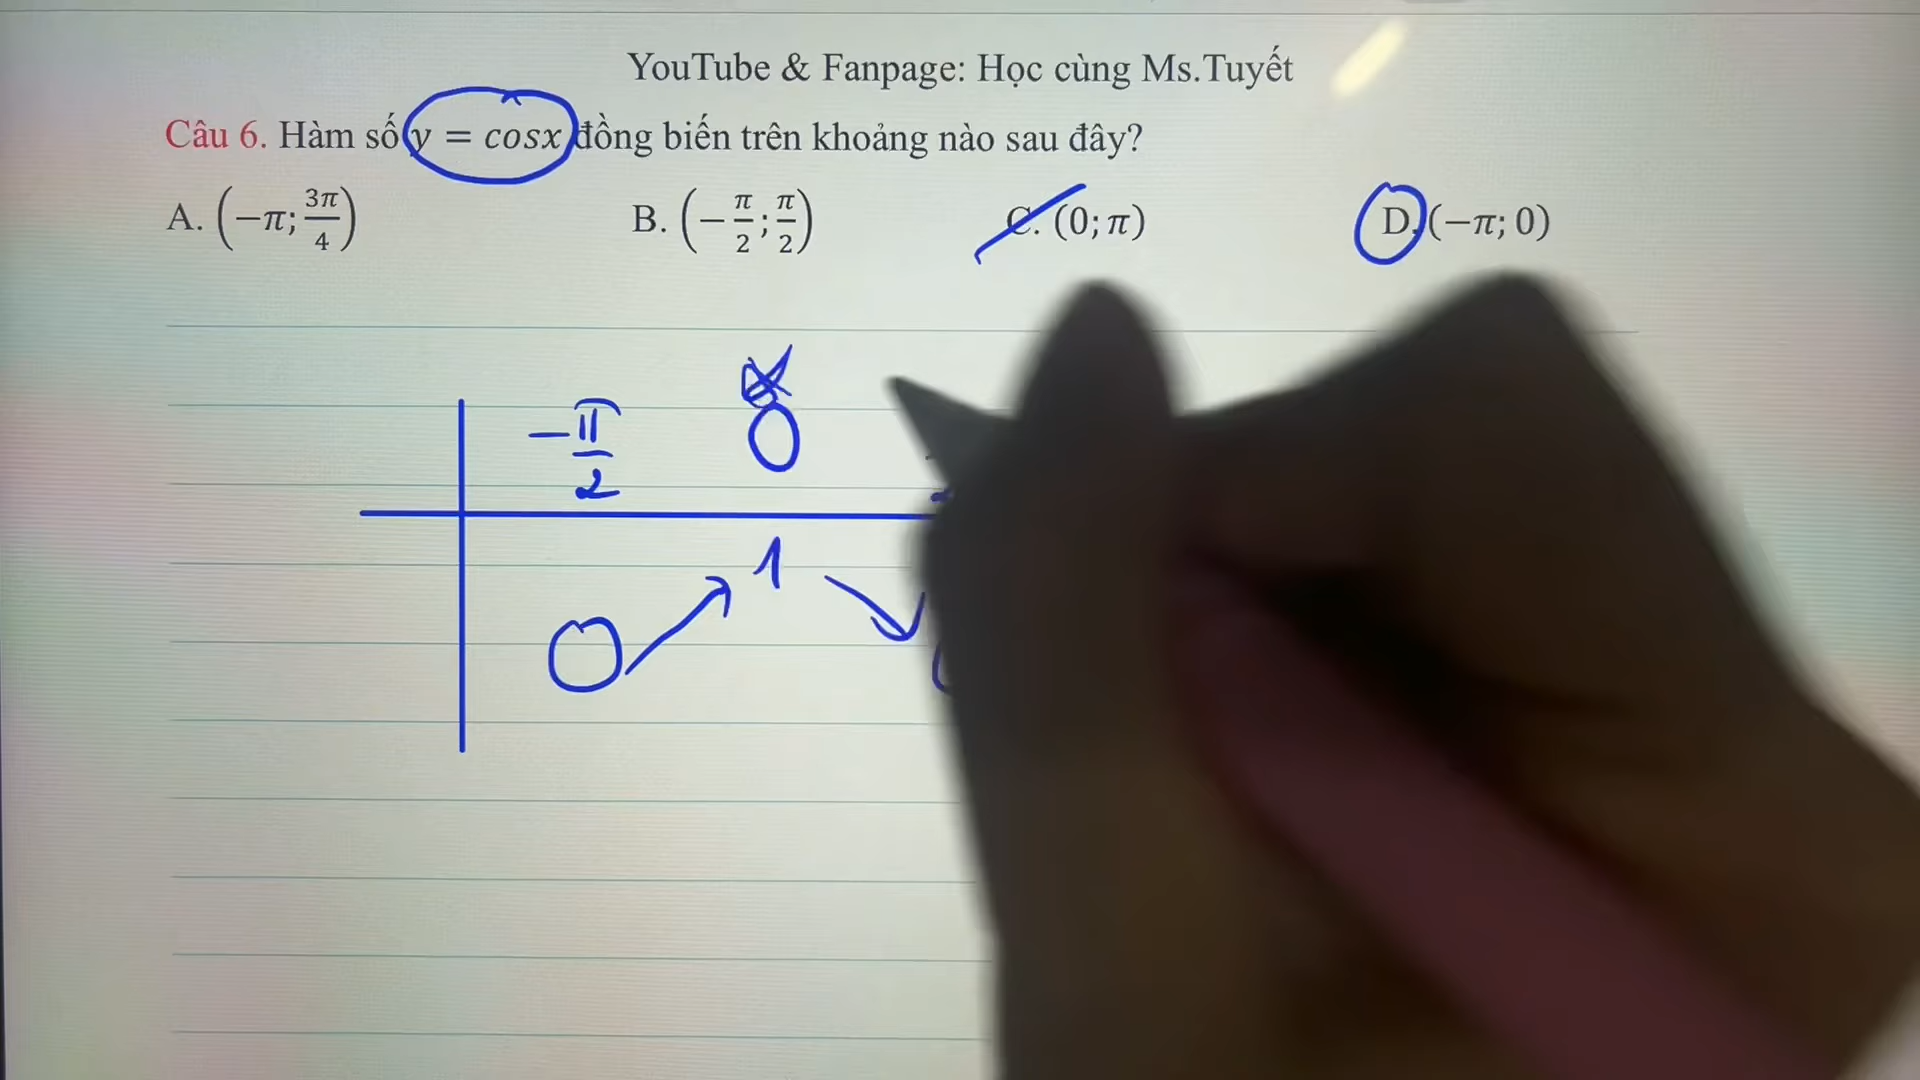 YouTube & Fanpage: Học cùng Ms.Tuyết
Câu 6. Hàm số y = cosx đồng biến trên khoảng nào sau đây?
A. (−π; 3π/4) B. (−π/2; π/2) C. (0; π) D. (−π; 0)
−π/2 0
1
0